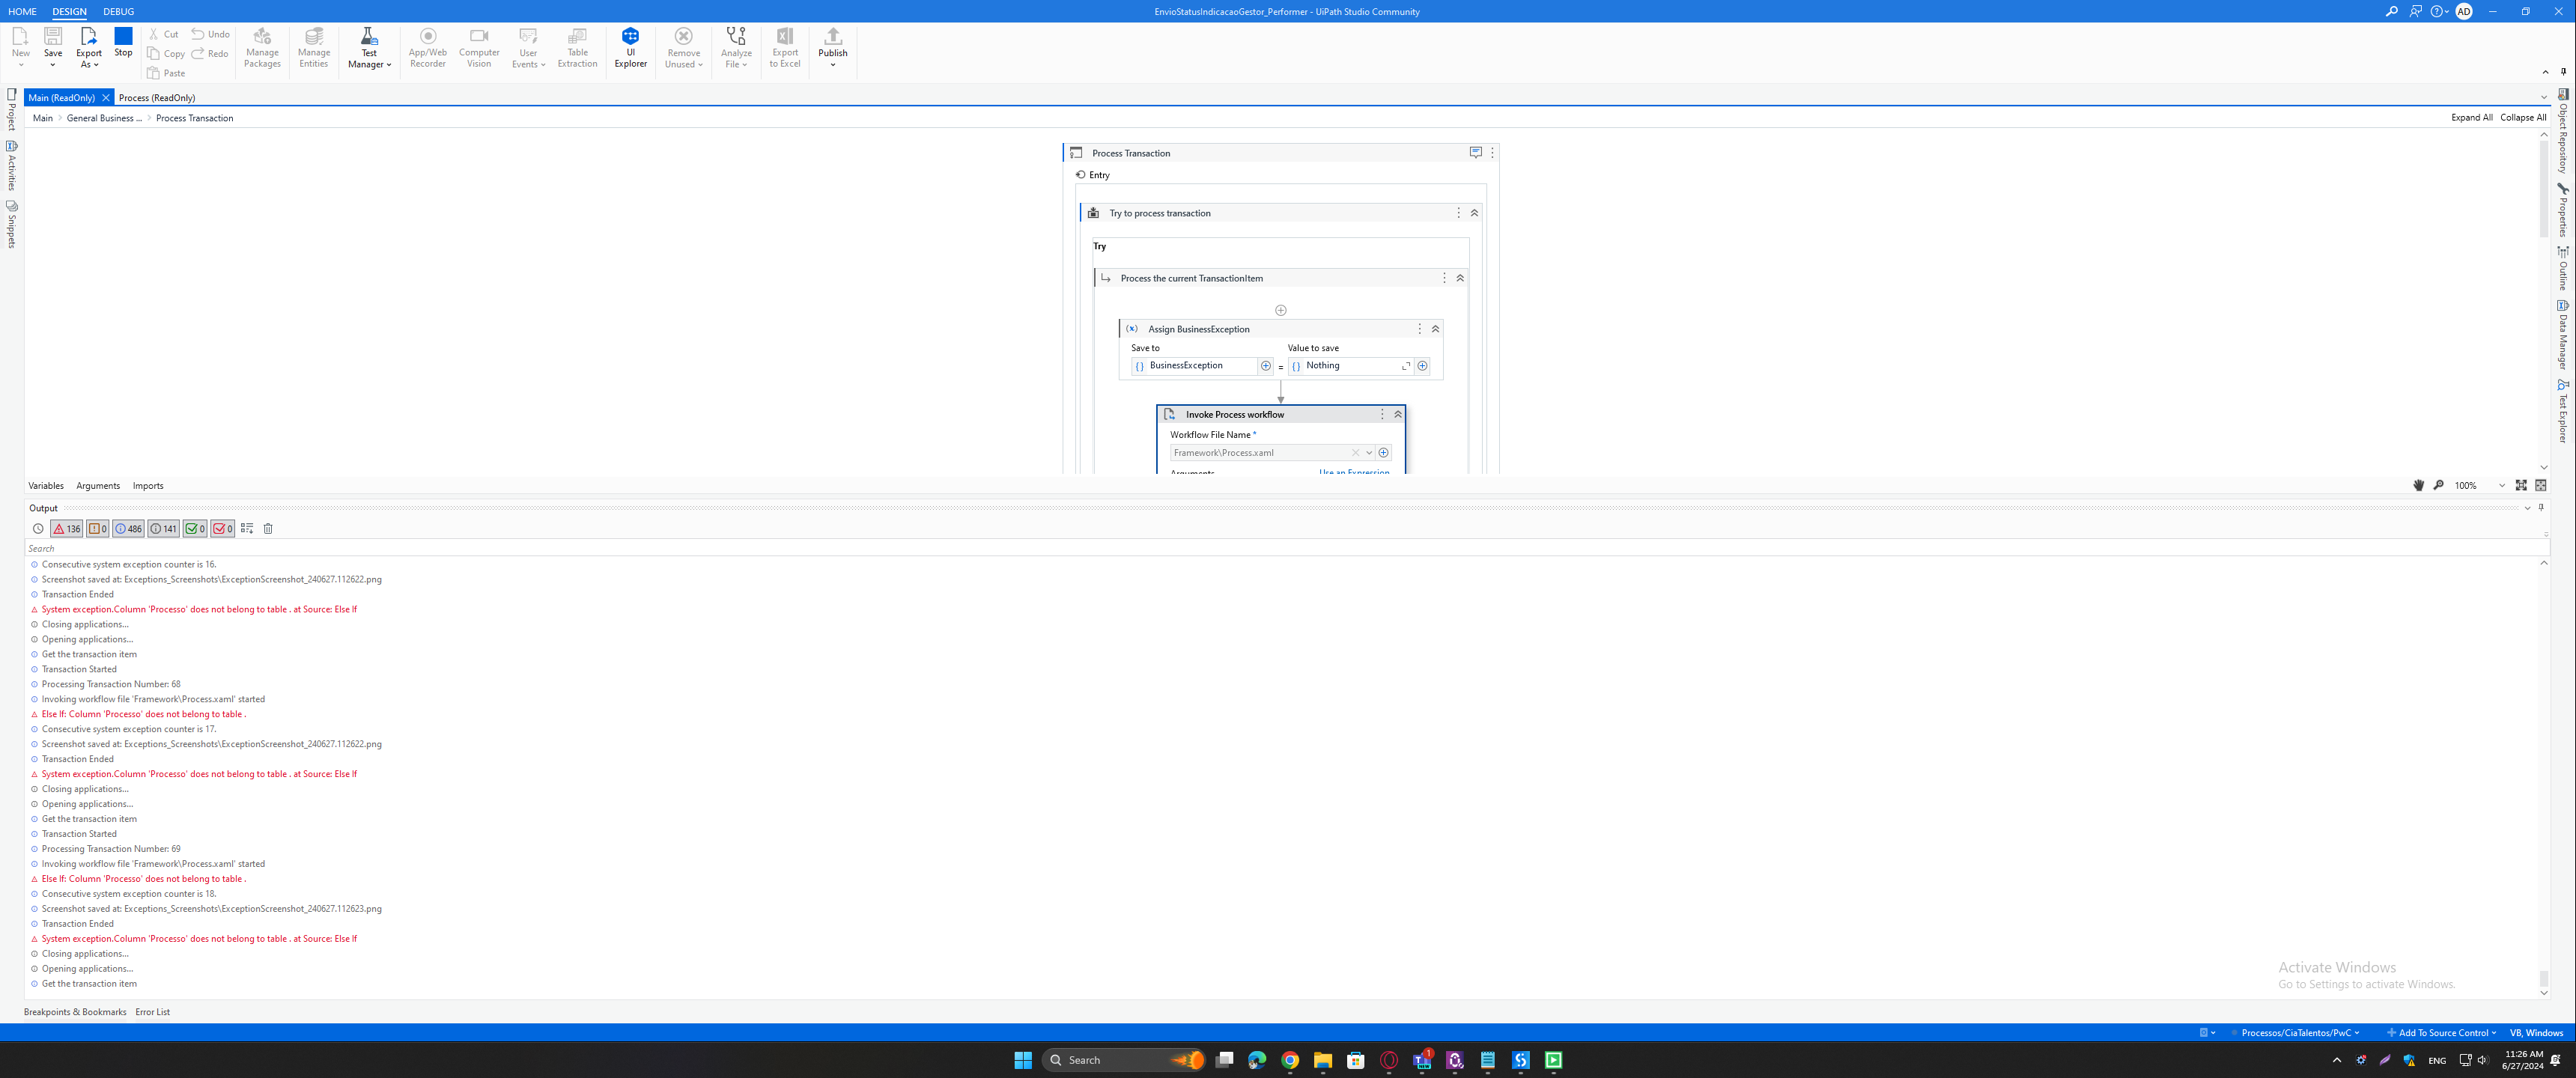 HOME DESIGN DEBUG
EnvioStatusIndicacaoGestor_Performer - UiPath Studio Community
AD
New
Save
Export As
Stop
Cut
Copy
Paste
Undo
Redo
Manage Packages
Manage Entities
Test Manager
App/Web Recorder
Computer Vision
User Events
Table Extraction
UI Explorer
Remove Unused
Analyze File
Export to Excel
Publish
Main (ReadOnly) Process (ReadOnly)
Main > General Business ... > Process Transaction
Expand All Collapse All
Project
Activities
Snippets
Object Repository
Properties
Outline
Data Manager
Test Explorer
Process Transaction
Entry
Try to process transaction
Try
Process the current TransactionItem
Assign BusinessException
Save to Value to save
BusinessException = Nothing
Invoke Process workflow
Workflow File Name *
Framework\Process.xaml
Arguments Use an Expression
Variables Arguments Imports
100%
Output
136 0 486 141 0 0
Search
Consecutive system exception counter is 16.
Screenshot saved at: Exceptions_Screenshots\ExceptionScreenshot_240627.112622.png
Transaction Ended
System exception.Column 'Processo' does not belong to table . at Source: Else If
Closing applications...
Opening applications...
Get the transaction item
Transaction Started
Processing Transaction Number: 68
Invoking workflow file 'Framework\Process.xaml' started
Else If: Column 'Processo' does not belong to table .
Consecutive system exception counter is 17.
Screenshot saved at: Exceptions_Screenshots\ExceptionScreenshot_240627.112622.png
Transaction Ended
System exception.Column 'Processo' does not belong to table . at Source: Else If
Closing applications...
Opening applications...
Get the transaction item
Transaction Started
Processing Transaction Number: 69
Invoking workflow file 'Framework\Process.xaml' started
Else If: Column 'Processo' does not belong to table .
Consecutive system exception counter is 18.
Screenshot saved at: Exceptions_Screenshots\ExceptionScreenshot_240627.112623.png
Transaction Ended
System exception.Column 'Processo' does not belong to table . at Source: Else If
Closing applications...
Opening applications...
Get the transaction item
Activate Windows
Go to Settings to activate Windows.
Breakpoints & Bookmarks Error List
Processos/CiaTalentos/PwC
Add To Source Control
VB, Windows
Search
1
ENG
11:26 AM
6/27/2024